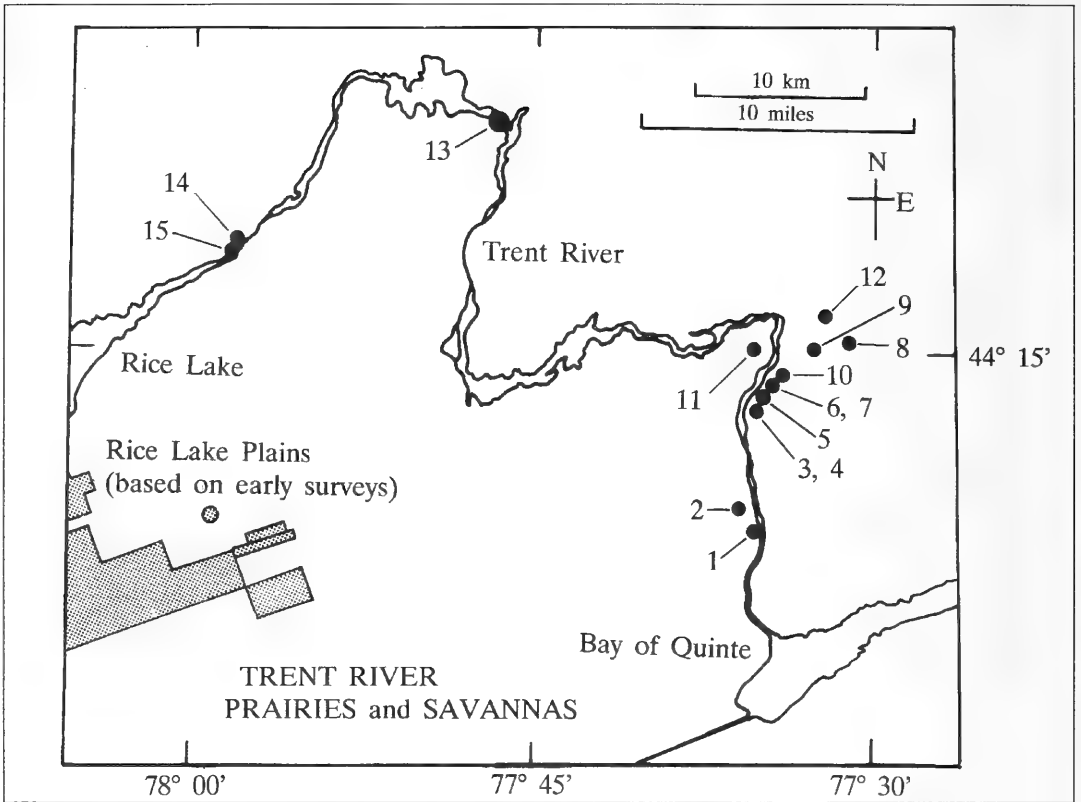 10 km
10 miles
N
E
13
14
15
Trent River
12
9
8
44° 15'
11
10
6, 7
5
3, 4
Rice Lake
Rice Lake Plains
(based on early surveys)
2
1
Bay of Quinte
TRENT RIVER
PRAIRIES and SAVANNAS
78° 00'
77° 45'
77° 30'